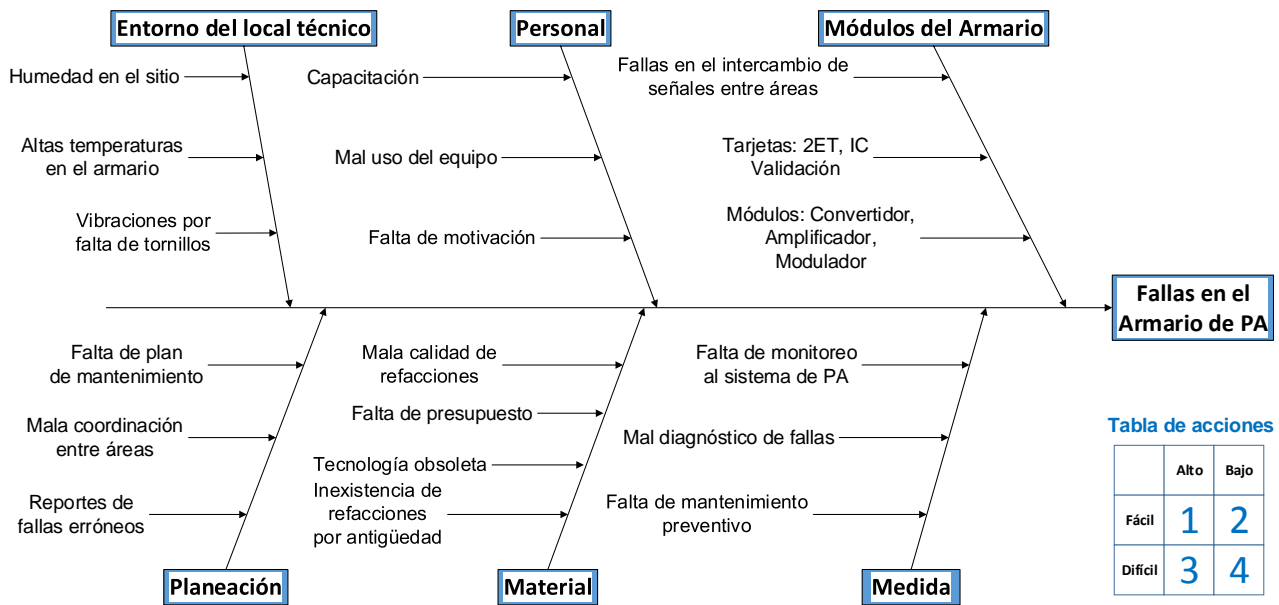 Entorno del local técnico
Personal
Módulos del Armario
Humedad en el sitio
Altas temperaturas
en el armario
Vibraciones por
falta de tornillos
Capacitación
Mal uso del equipo
Falta de motivación
Fallas en el intercambio de
señales entre áreas
Tarjetas: 2ET, IC
Validación
Módulos: Convertidor,
Amplificador,
Modulador
Fallas en el
Armario de PA
Falta de plan
de mantenimiento
Mala coordinación
entre áreas
Reportes de
fallas erróneos
Mala calidad de
refacciones
Falta de presupuesto
Tecnología obsoleta
Inexistencia de
refacciones
por antigüedad
Falta de monitoreo
al sistema de PA
Mal diagnóstico de fallas
Falta de mantenimiento
preventivo
Planeación
Material
Medida
Tabla de acciones
Alto Bajo
Fácil 1 2
Difícil 3 4